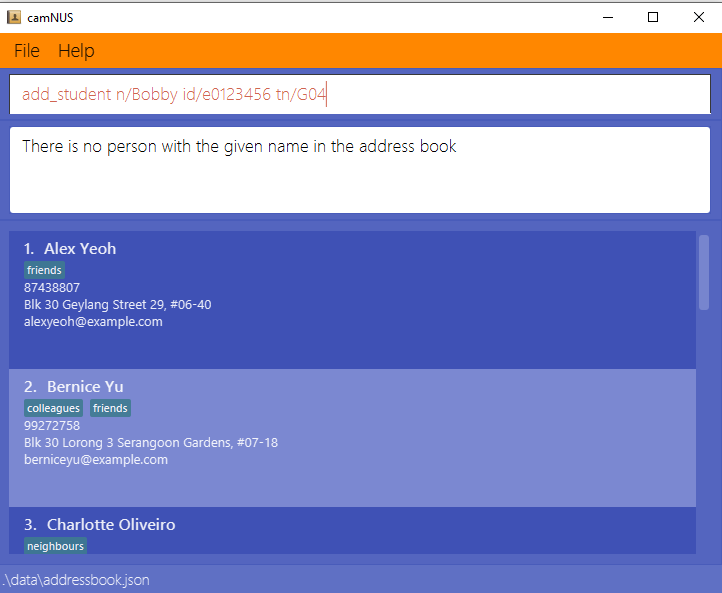 camNUS
File Help
add_student n/Bobby id/e0123456 tn/G04
There is no person with the given name in the address book
1. Alex Yeoh
friends
87438807
Blk 30 Geylang Street 29, #06-40
alexyeoh@example.com
2. Bernice Yu
colleagues friends
99272758
Blk 30 Lorong 3 Serangoon Gardens, #07-18
berniceyu@example.com
3. Charlotte Oliveiro
neighbours
.\data\addressbook.json